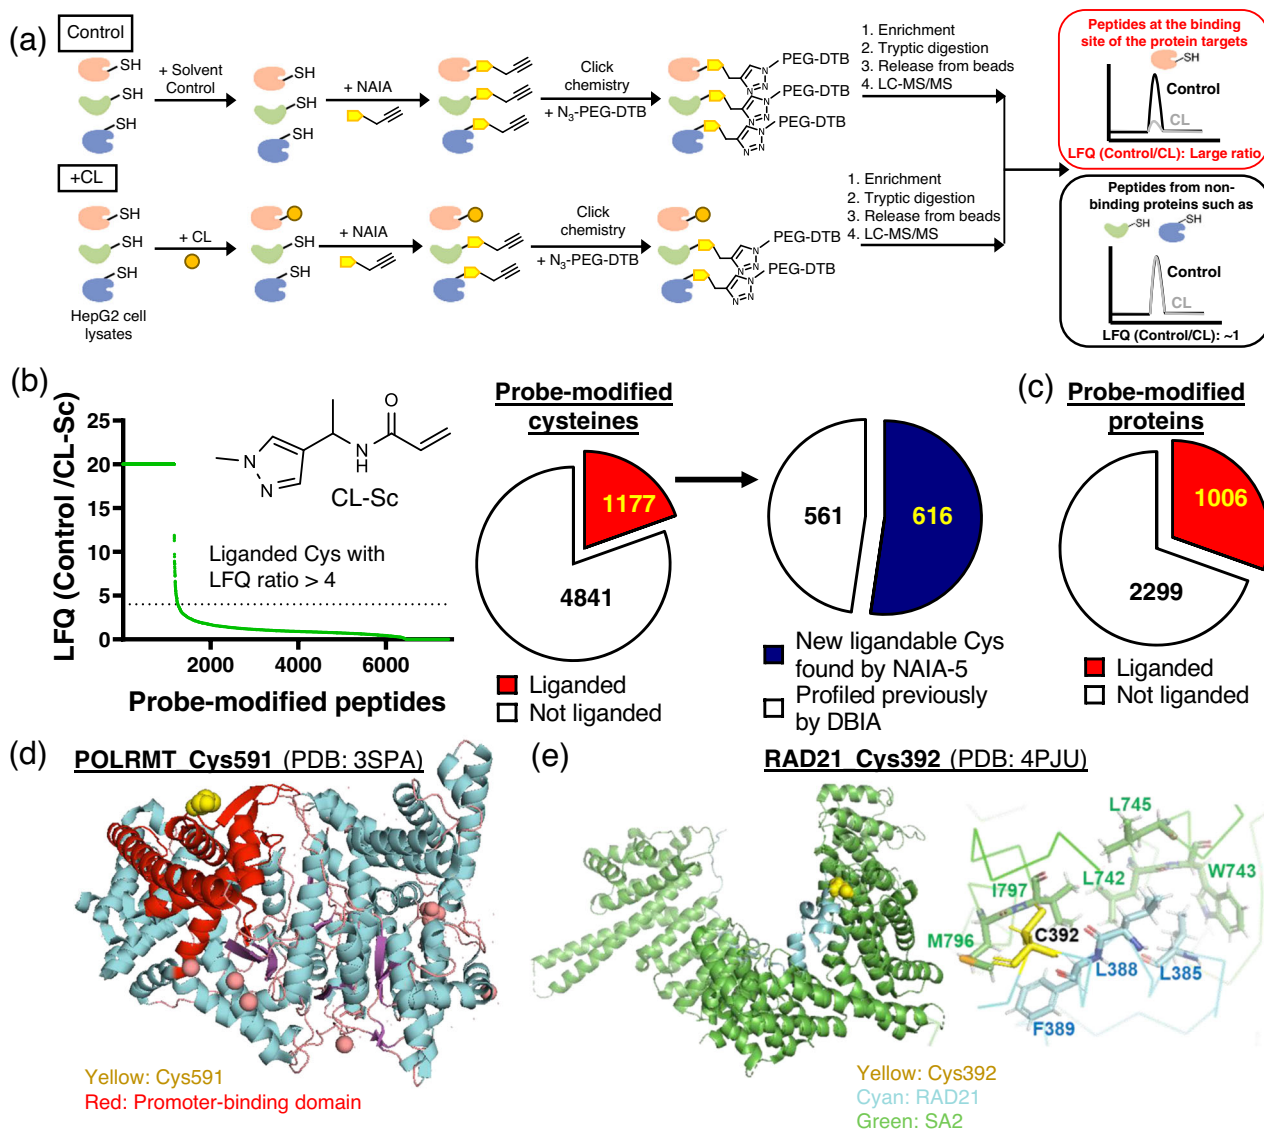 (a)
Control
SH
SH
SH
+ Solvent
Control
SH
SH
SH
+ NAIA
Click
chemistry
+ N3-PEG-DTB
N
N
N
PEG-DTB
N
N
N
PEG-DTB
N
N
N
PEG-DTB
1. Enrichment
2. Tryptic digestion
3. Release from beads
4. LC-MS/MS
+CL
SH
SH
SH
HepG2 cell
lysates
+ CL
SH
SH
+ NAIA
Click
chemistry
+ N3-PEG-DTB
N
N
N
PEG-DTB
N
N
N
PEG-DTB
1. Enrichment
2. Tryptic digestion
3. Release from beads
4. LC-MS/MS
Peptides at the binding
site of the protein targets
SH
Control
CL
LFQ (Control/CL): Large ratio
Peptides from non-
binding proteins such as
SH
SH
Control
CL
LFQ (Control/CL): ~1
(b)
LFQ (Control /CL-Sc)
25
20
15
10
5
0
2000
4000
6000
Probe-modified peptides
O
N
H
N
N
CL-Sc
Liganded Cys with
LFQ ratio > 4
Probe-modified
cysteines
1177
4841
Liganded
Not liganded
561
616
New ligandable Cys
found by NAIA-5
Profiled previously
by DBIA
(c)
Probe-modified
proteins
1006
2299
Liganded
Not liganded
(d)
POLRMT_Cys591 (PDB: 3SPA)
Yellow: Cys591
Red: Promoter-binding domain
(e)
RAD21_Cys392 (PDB: 4PJU)
L745
L742
W743
I797
M796
C392
L388
L385
F389
Yellow: Cys392
Cyan: RAD21
Green: SA2